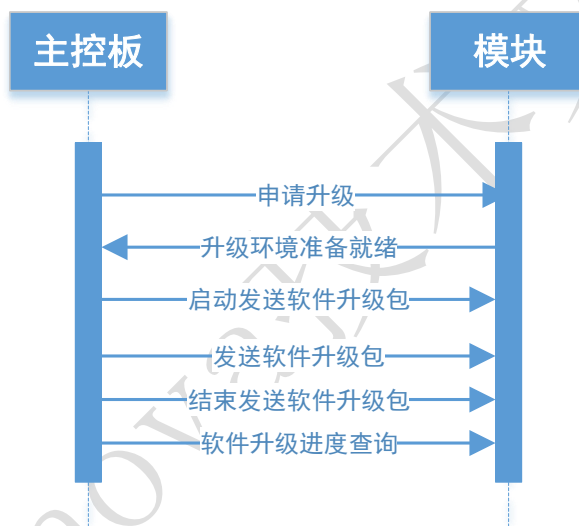 主控板
模块
申请升级
升级环境准备就绪
启动发送软件升级包
发送软件升级包
结束发送软件升级包
软件升级进度查询